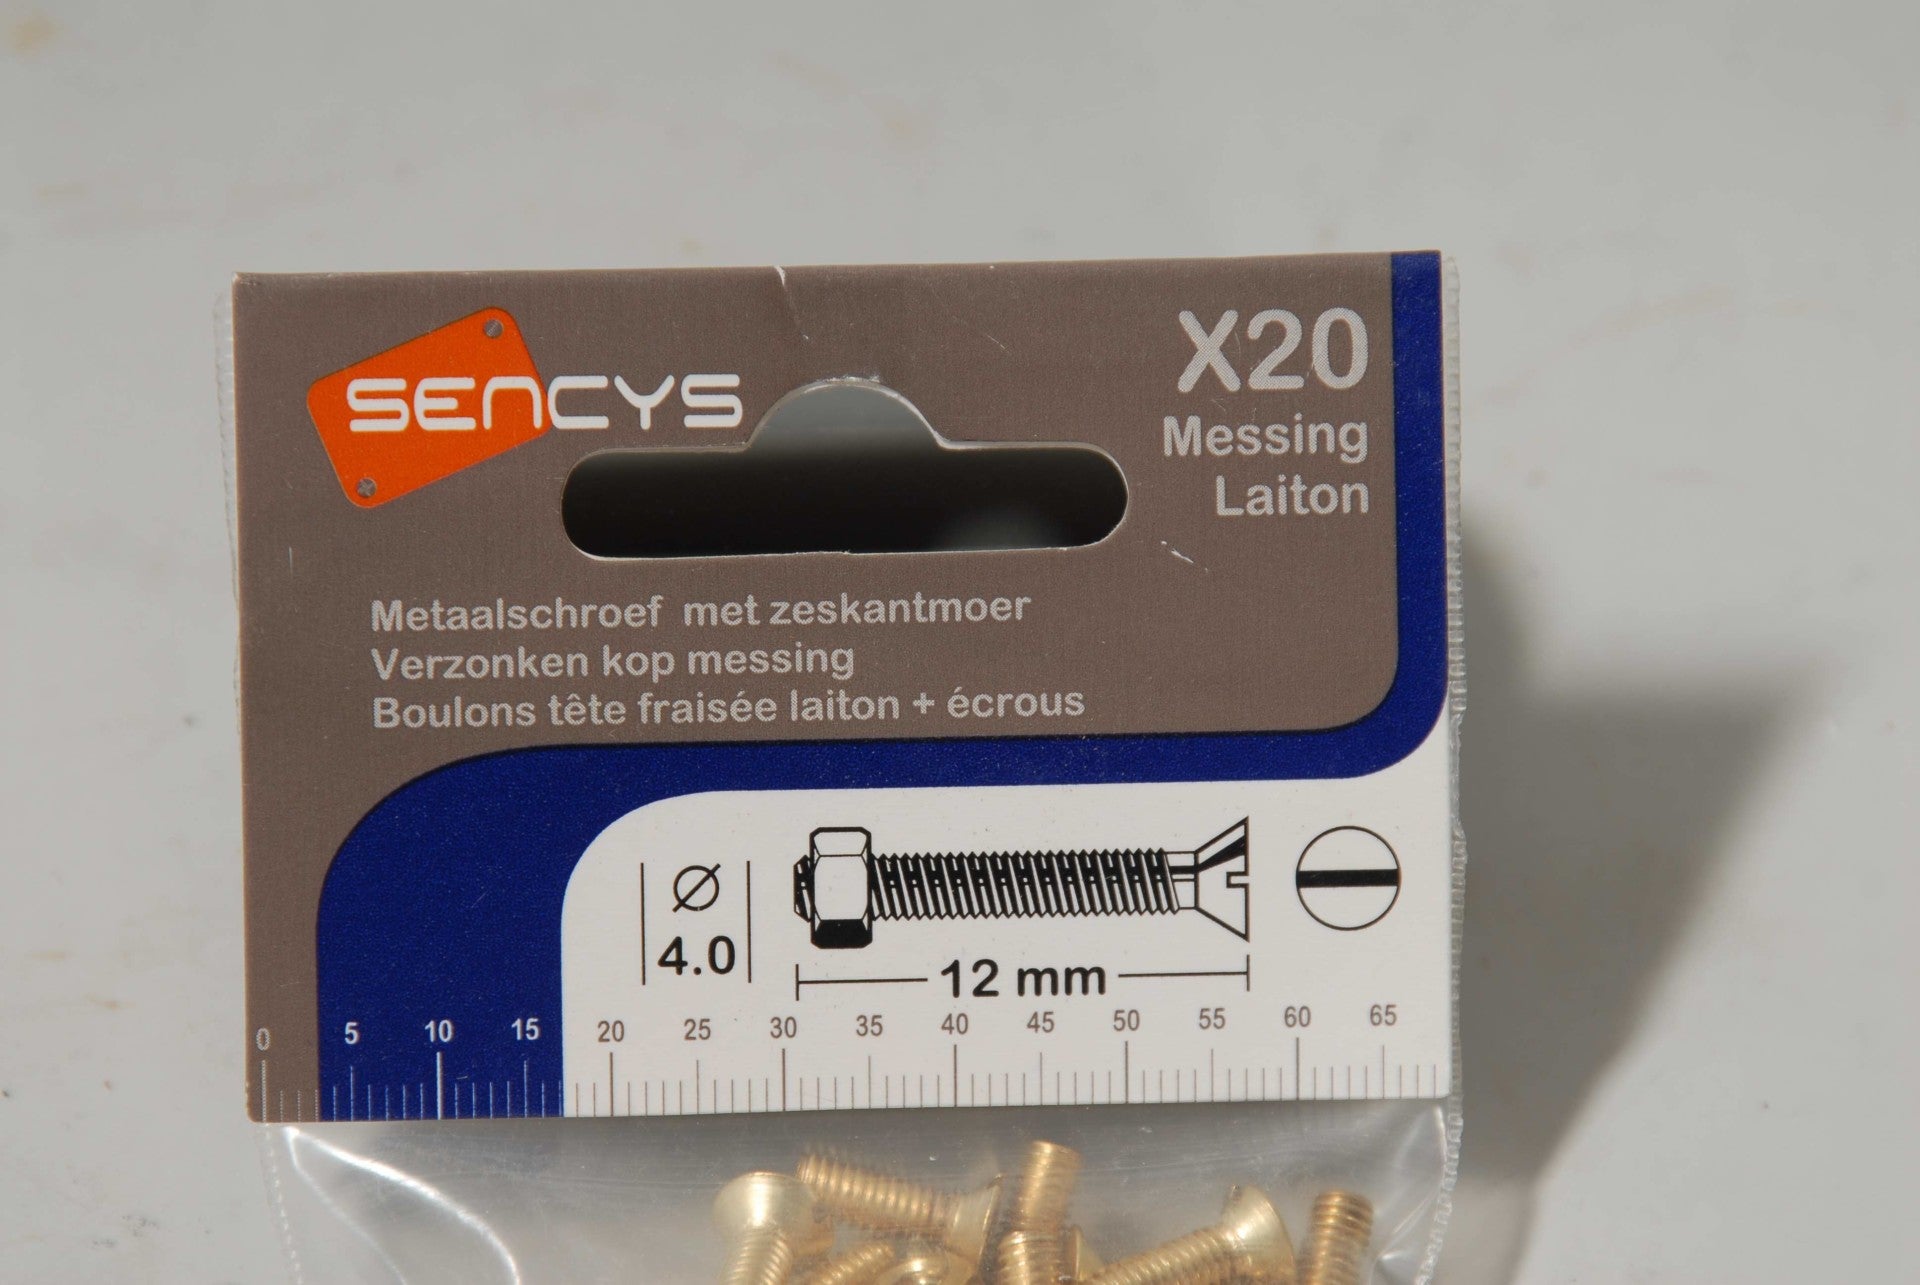 SENCYS
X20
Messing
Laiton
Metaalschroef met zeskantmoer
Verzonken kop messing
Boulons tête fraisée laiton + écrous
Ø
4.0
12 mm
0 5 10 15 20 25 30 35 40 45 50 55 60 65